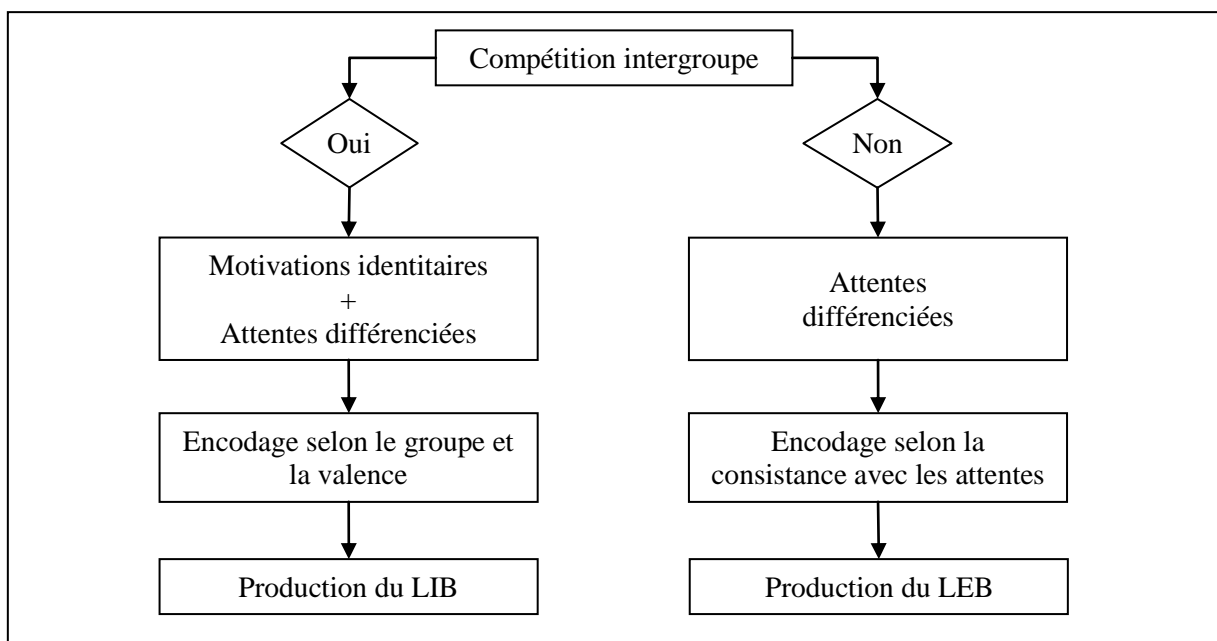 Compétition intergroupe
Oui
Non
Motivations identitaires
+
Attentes différenciées
Attentes
différenciées
Encodage selon le groupe et
la valence
Encodage selon la
consistance avec les attentes
Production du LIB
Production du LEB